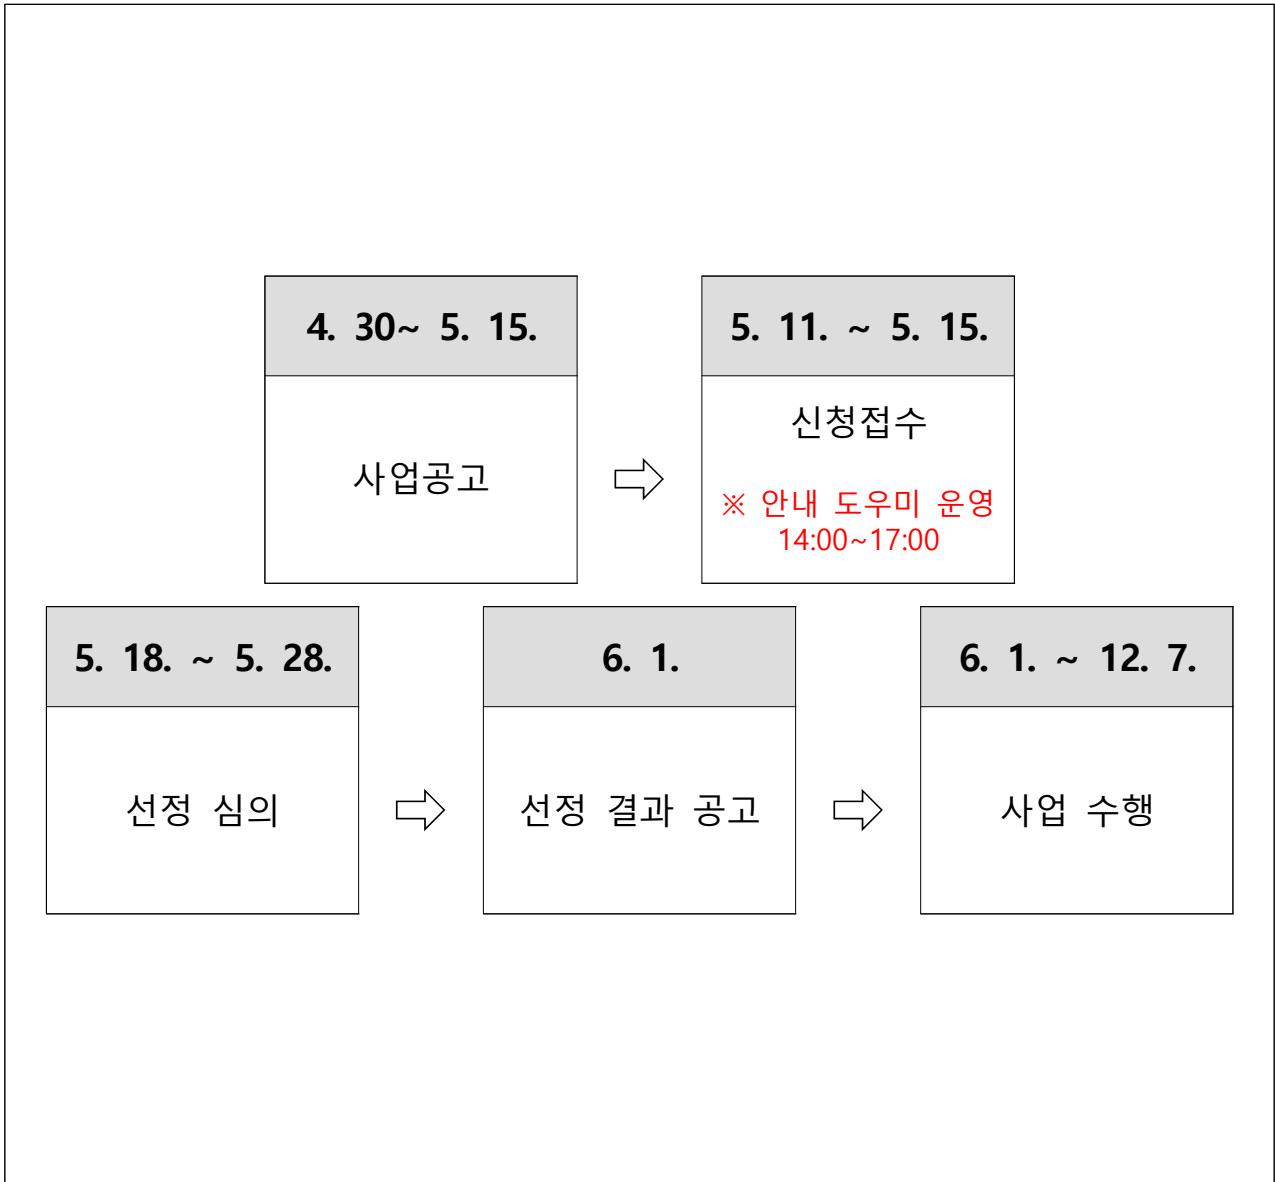 4. 30~ 5. 15.
사업공고
5. 11. ~ 5. 15.
신청접수
※ 안내 도우미 운영
14:00~17:00
5. 18. ~ 5. 28.
선정 심의
6. 1.
선정 결과 공고
6. 1. ~ 12. 7.
사업 수행